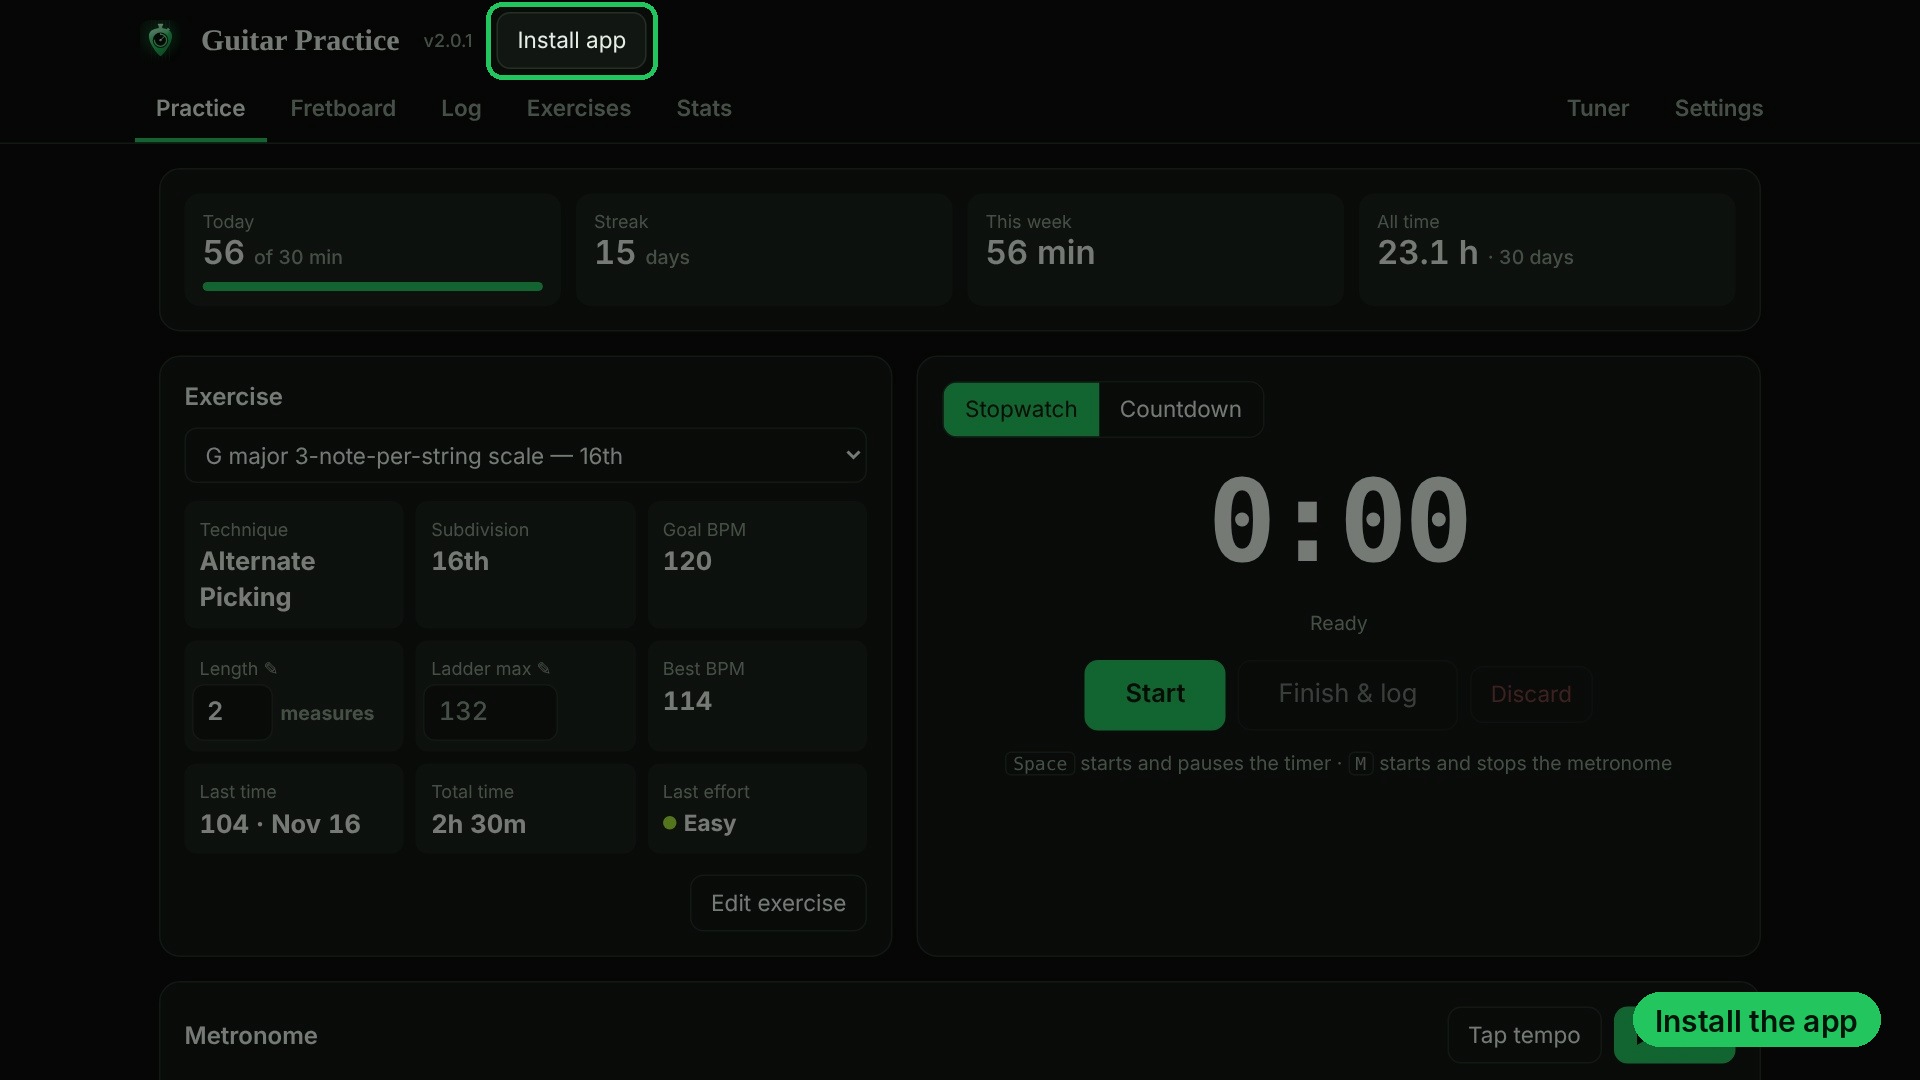 Guitar Practice v2.0.1 Install app
Practice Fretboard Log Exercises Stats Tuner Settings
Today
56 of 30 min
Streak
15 days
This week
56 min
All time
23.1 h · 30 days
Exercise
G major 3-note-per-string scale — 16th
Technique
Alternate
Picking
Subdivision
16th
Goal BPM
120
Length ✎
2 measures
Ladder max ✎
132
Best BPM
114
Last time
104 · Nov 16
Total time
2h 30m
Last effort
Easy
Edit exercise
Stopwatch Countdown
0:00
Ready
Start Finish & log Discard
Space starts and pauses the timer · M starts and stops the metronome
Metronome
Tap tempo
Install the app